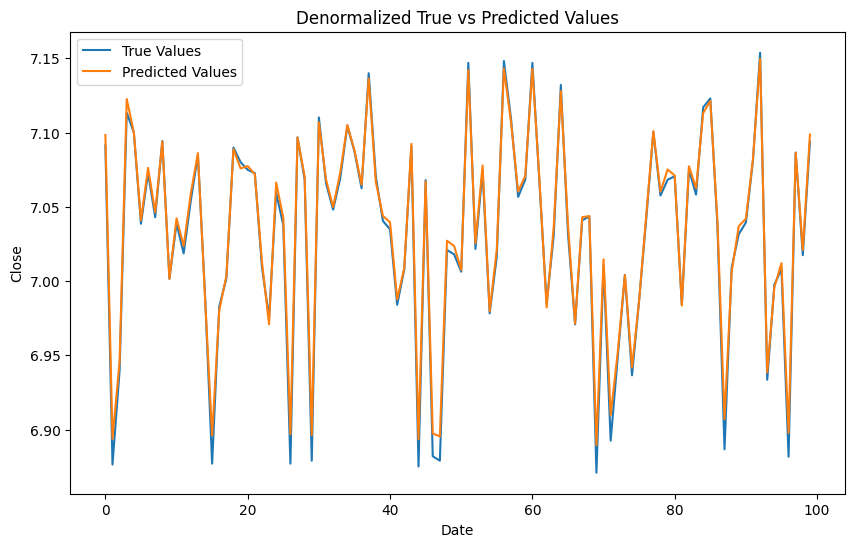 Denormalized True vs Predicted Values
True Values
Predicted Values
Close
7.15
7.10
7.05
7.00
6.95
6.90
0
20
40
60
80
100
Date